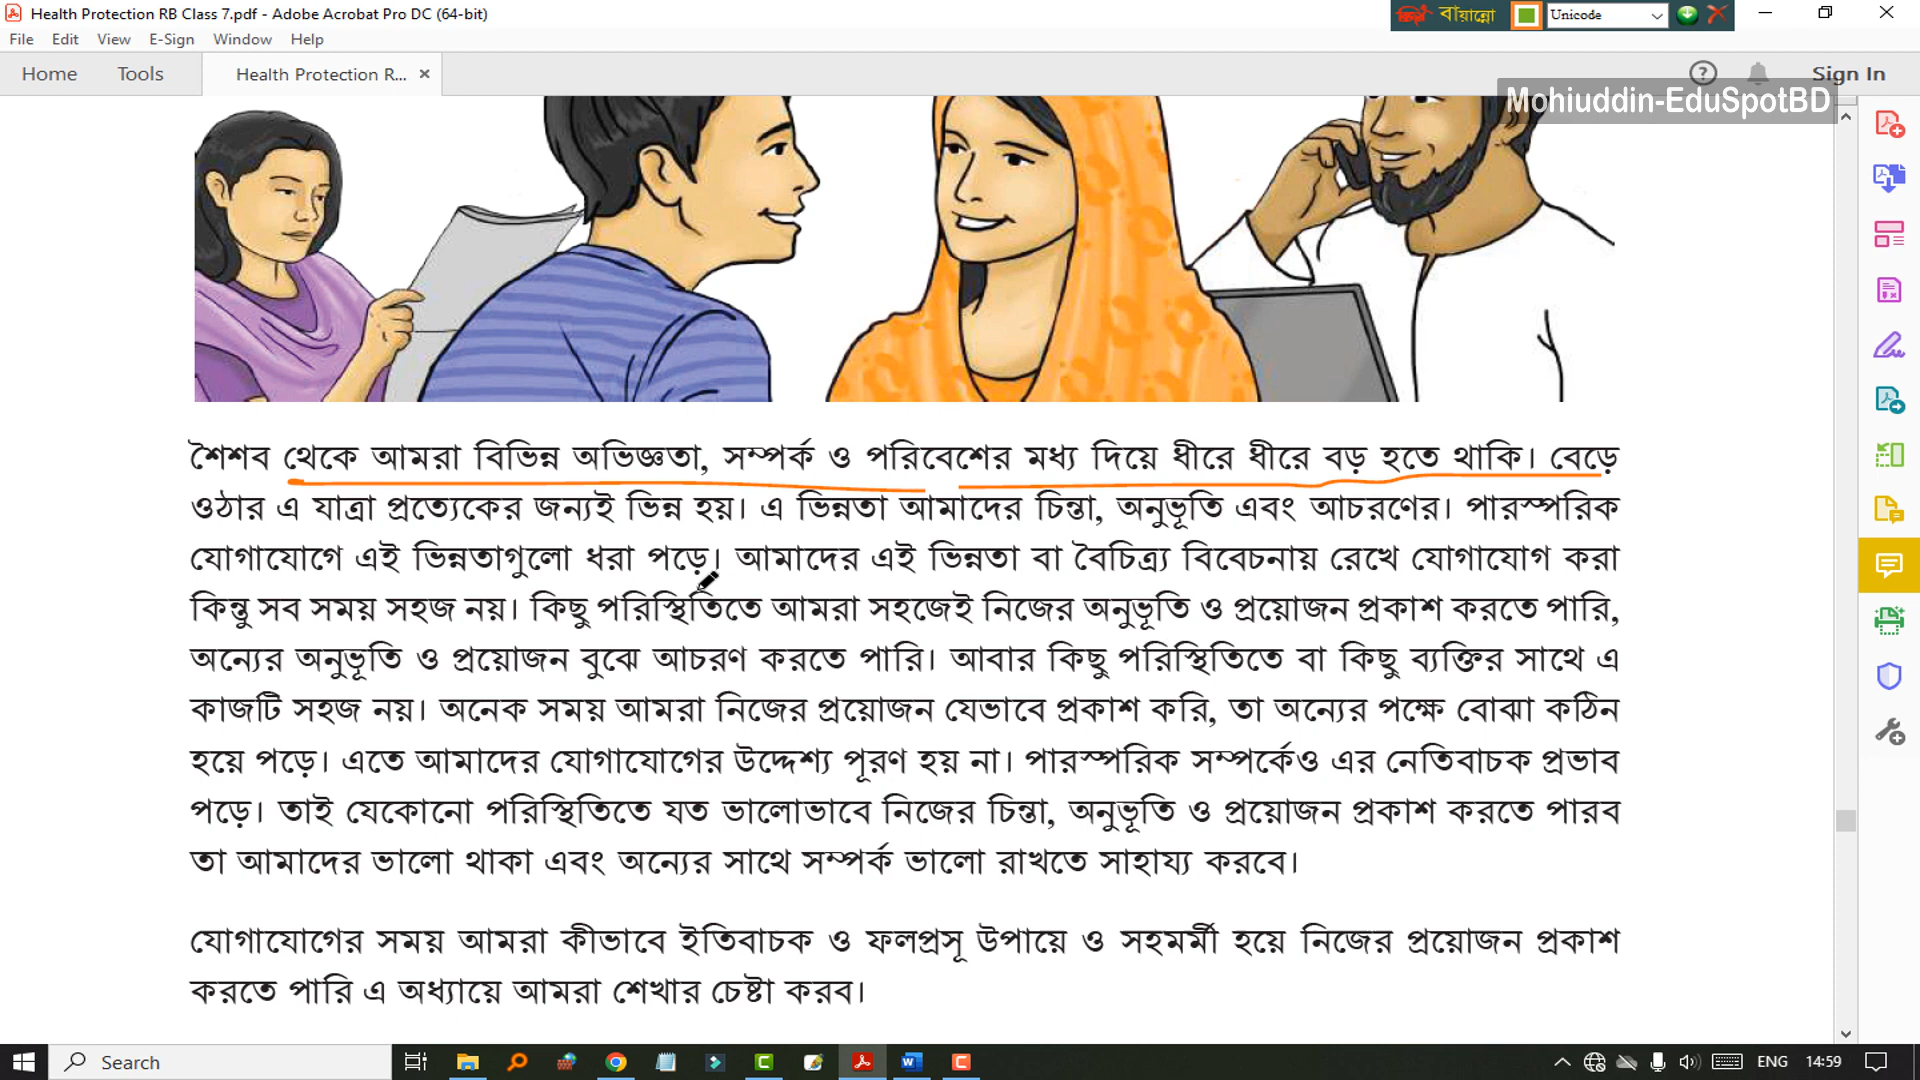 Health Protection RB Class 7.pdf - Adobe Acrobat Pro DC (64-bit)
বায়ান্নো
Unicode
File Edit View E-Sign Window Help
Home Tools Health Protection R... Sign In
Mohiuddin-EduSpotBD
শৈশব থেকে আমরা বিভিন্ন অভিজ্ঞতা, সম্পর্ক ও পরিবেশের মধ্য দিয়ে ধীরে ধীরে বড় হতে থাকি। বেড়ে
ওঠার এ যাত্রা প্রত্যেকের জন্যই ভিন্ন হয়। এ ভিন্নতা আমাদের চিন্তা, অনুভূতি এবং আচরণের। পারস্পরিক
যোগাযোগে এই ভিন্নতাগুলো ধরা পড়ে। আমাদের এই ভিন্নতা বা বৈচিত্র্য বিবেচনায় রেখে যোগাযোগ করা
কিন্তু সব সময় সহজ নয়। কিছু পরিস্থিতিতে আমরা সহজেই নিজের অনুভূতি ও প্রয়োজন প্রকাশ করতে পারি,
অন্যের অনুভূতি ও প্রয়োজন বুঝে আচরণ করতে পারি। আবার কিছু পরিস্থিতিতে বা কিছু ব্যক্তির সাথে এ
কাজটি সহজ নয়। অনেক সময় আমরা নিজের প্রয়োজন যেভাবে প্রকাশ করি, তা অন্যের পক্ষে বোঝা কঠিন
হয়ে পড়ে। এতে আমাদের যোগাযোগের উদ্দেশ্য পূরণ হয় না। পারস্পরিক সম্পর্কেও এর নেতিবাচক প্রভাব
পড়ে। তাই যেকোনো পরিস্থিতিতে যত ভালোভাবে নিজের চিন্তা, অনুভূতি ও প্রয়োজন প্রকাশ করতে পারব
তা আমাদের ভালো থাকা এবং অন্যের সাথে সম্পর্ক ভালো রাখতে সাহায্য করবে।
যোগাযোগের সময় আমরা কীভাবে ইতিবাচক ও ফলপ্রসূ উপায়ে ও সহমর্মী হয়ে নিজের প্রয়োজন প্রকাশ
করতে পারি এ অধ্যায়ে আমরা শেখার চেষ্টা করব।
Search ENG 14:59